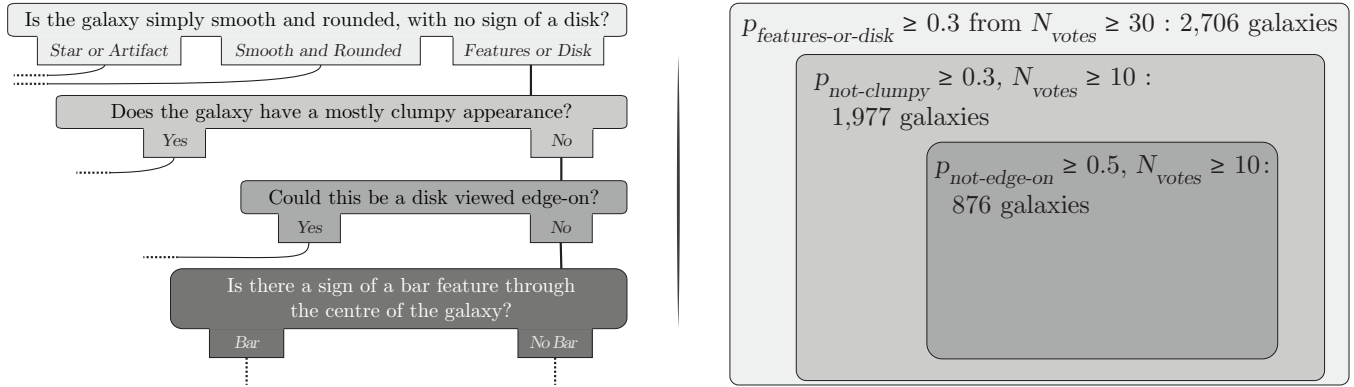 Is the galaxy simply smooth and rounded, with no sign of a disk?
Star or Artifact
Smooth and Rounded
Features or Disk
Does the galaxy have a mostly clumpy appearance?
Yes
No
Could this be a disk viewed edge-on?
Yes
No
Is there a sign of a bar feature through
the centre of the galaxy?
Bar
No Bar
p_features-or-disk ≥ 0.3 from N_votes ≥ 30 : 2,706 galaxies
p_not-clumpy ≥ 0.3, N_votes ≥ 10 :
1,977 galaxies
p_not-edge-on ≥ 0.5, N_votes ≥ 10:
876 galaxies